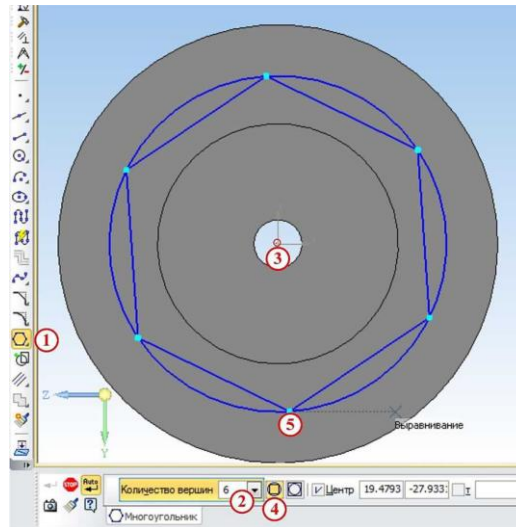 3
1
Z
Y
5
Выравнивание
Количество вершин 6 Центр 19.4793 -27.933
2 4
STOP Auto
Многоугольник